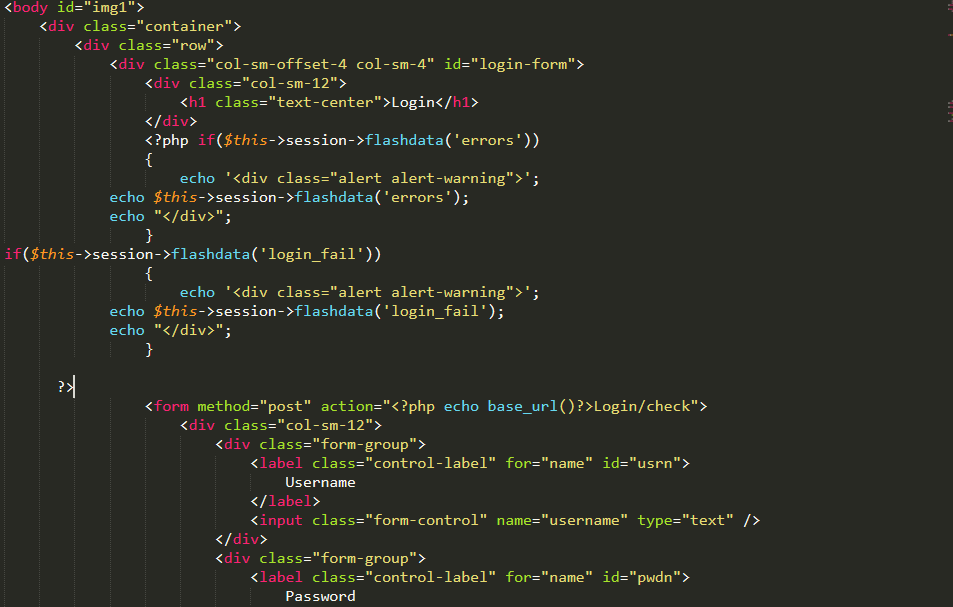 <body id="img1">
<div class="container">
<div class="row">
<div class="col-sm-offset-4 col-sm-4" id="login-form">
<div class="col-sm-12">
<h1 class="text-center">Login</h1>
</div>
<?php if($this->session->flashdata('errors'))
{
echo '<div class="alert alert-warning">';
echo $this->session->flashdata('errors');
echo "</div>";
}
if($this->session->flashdata('login_fail'))
{
echo '<div class="alert alert-warning">';
echo $this->session->flashdata('login_fail');
echo "</div>";
}
?>
<form method="post" action="<?php echo base_url()?>Login/check">
<div class="col-sm-12">
<div class="form-group">
<label class="control-label" for="name" id="usrn">
Username
</label>
<input class="form-control" name="username" type="text" />
</div>
<div class="form-group">
<label class="control-label" for="name" id="pwdn">
Password